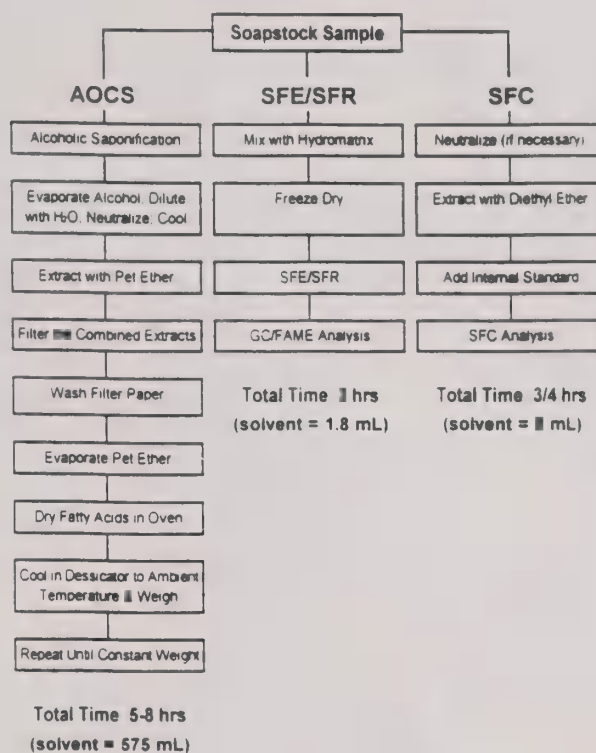 Soapstock Sample
AOCS
Alcoholic Saponification
Evaporate Alcohol. Dilute
with H₂O. Neutralize. Cool
Extract with Pet Ether
Filter Combined Extracts
Wash Filter Paper
Evaporate Pet Ether
Dry Fatty Acids in Oven
Cool in Dessicator to Ambient
Temperature Weigh
Repeat Until Constant Weight
Total Time 5-8 hrs
(solvent = 575 mL)
SFE/SFR
Mix with Hydromatrix
Freeze Dry
SFE/SFR
GC/FAME Analysis
Total Time hrs
(solvent = 1.8 mL)
SFC
Neutralize (if necessary)
Extract with Diethyl Ether
Add Internal Standard
SFC Analysis
Total Time 3/4 hrs
(solvent = mL)